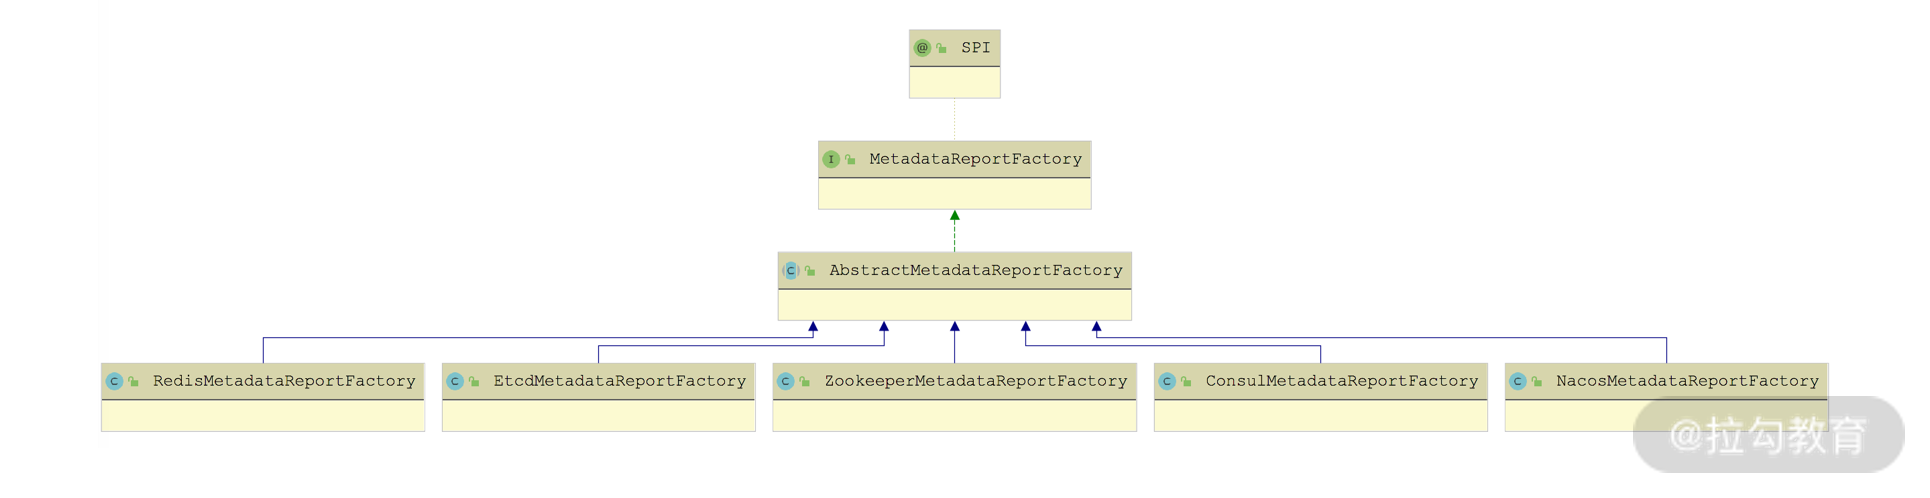 @ SPI
I MetadataReportFactory
C AbstractMetadataReportFactory
C RedisMetadataReportFactory
C EtcdMetadataReportFactory
C ZookeeperMetadataReportFactory
C ConsulMetadataReportFactory
C NacosMetadataReportFactory
@拉勾教育